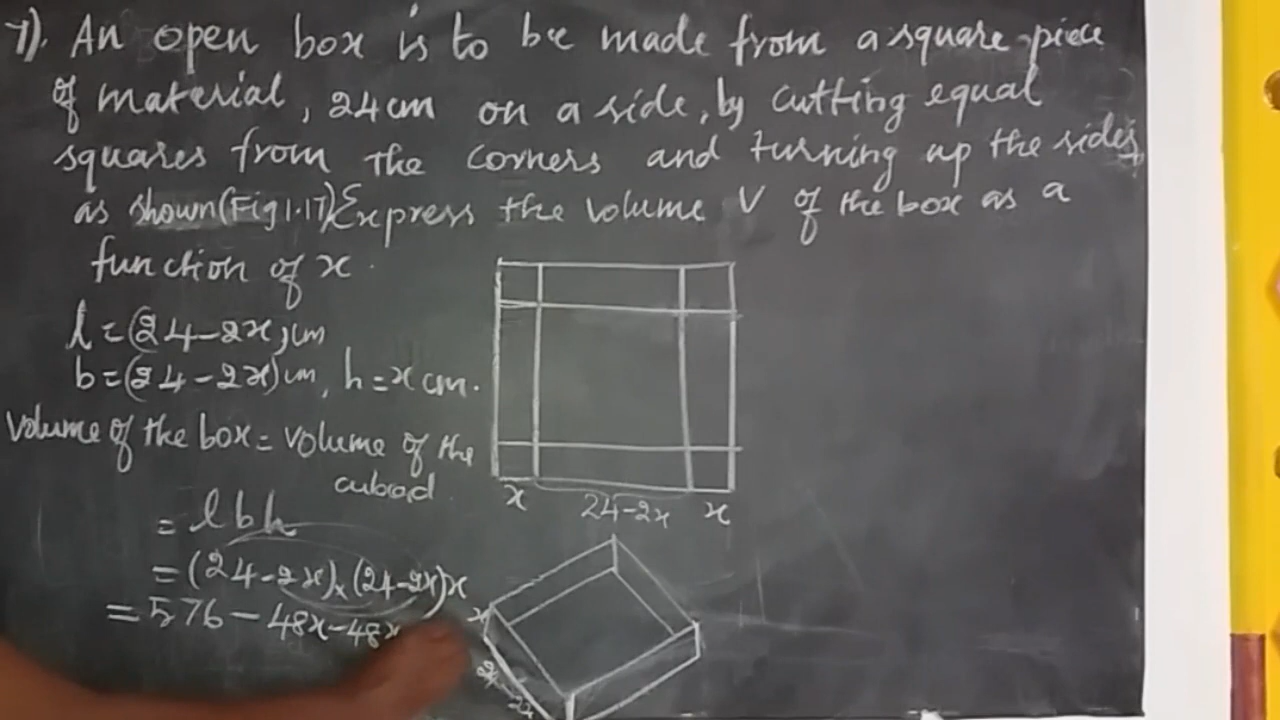 7). An open box is to be made from a square piece
of material, 24cm on a side, by cutting equal
squares from the corners and turning up the sides,
as shown (Fig 1.17) Express the volume V of the box as a
function of x.
l = (24-2x)cm
b = (24-2x)cm, h = x cm.
Volume of the box = volume of the
cuboid.
= lbh
= (24-2x)x(24-2x)x
= 576 - 48x - 48x
x 24-2x x
x